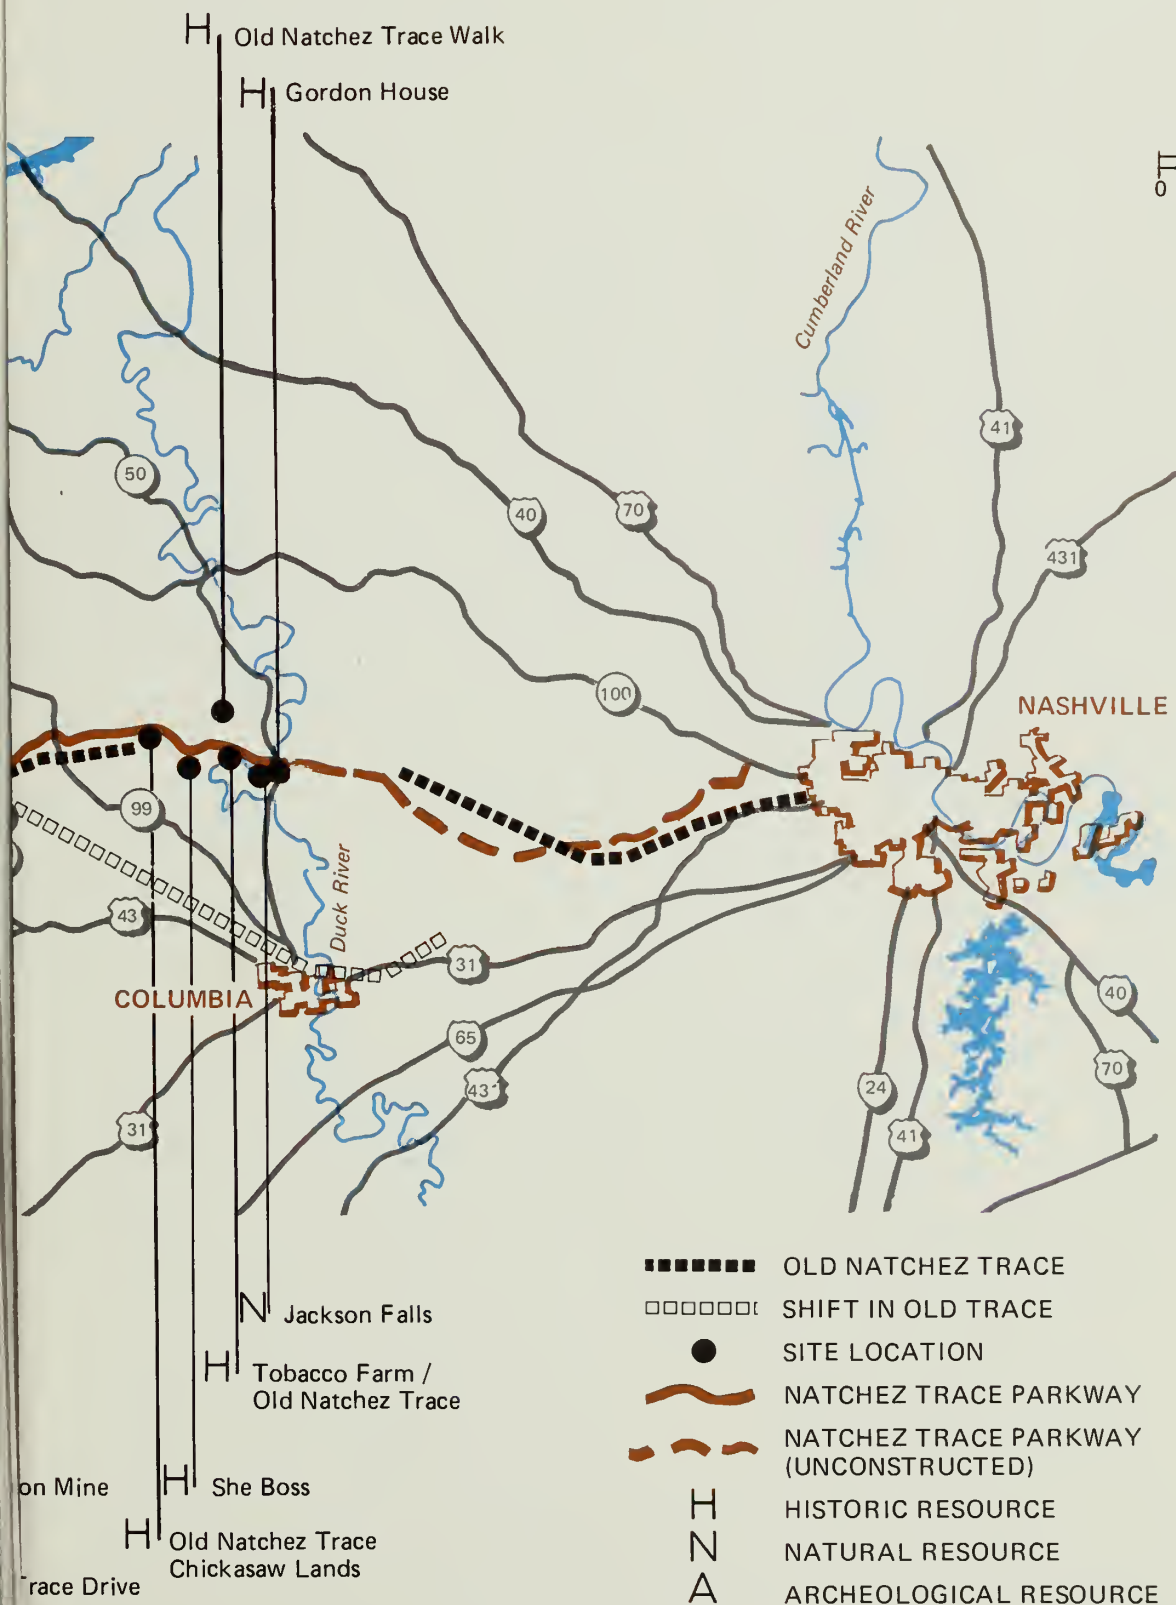 H Old Natchez Trace Walk
H Gordon House
0
Cumberland River
41
50
40
70
431
100
NASHVILLE
99
Duck River
43
31
COLUMBIA
65
40
43
70
24
31
41
OLD NATCHEZ TRACE
N Jackson Falls
SHIFT IN OLD TRACE
SITE LOCATION
H Tobacco Farm /
Old Natchez Trace
NATCHEZ TRACE PARKWAY
NATCHEZ TRACE PARKWAY
(UNCONSTRUCTED)
on Mine
H She Boss
H HISTORIC RESOURCE
H Old Natchez Trace
Chickasaw Lands
N NATURAL RESOURCE
race Drive
A ARCHEOLOGICAL RESOURCE